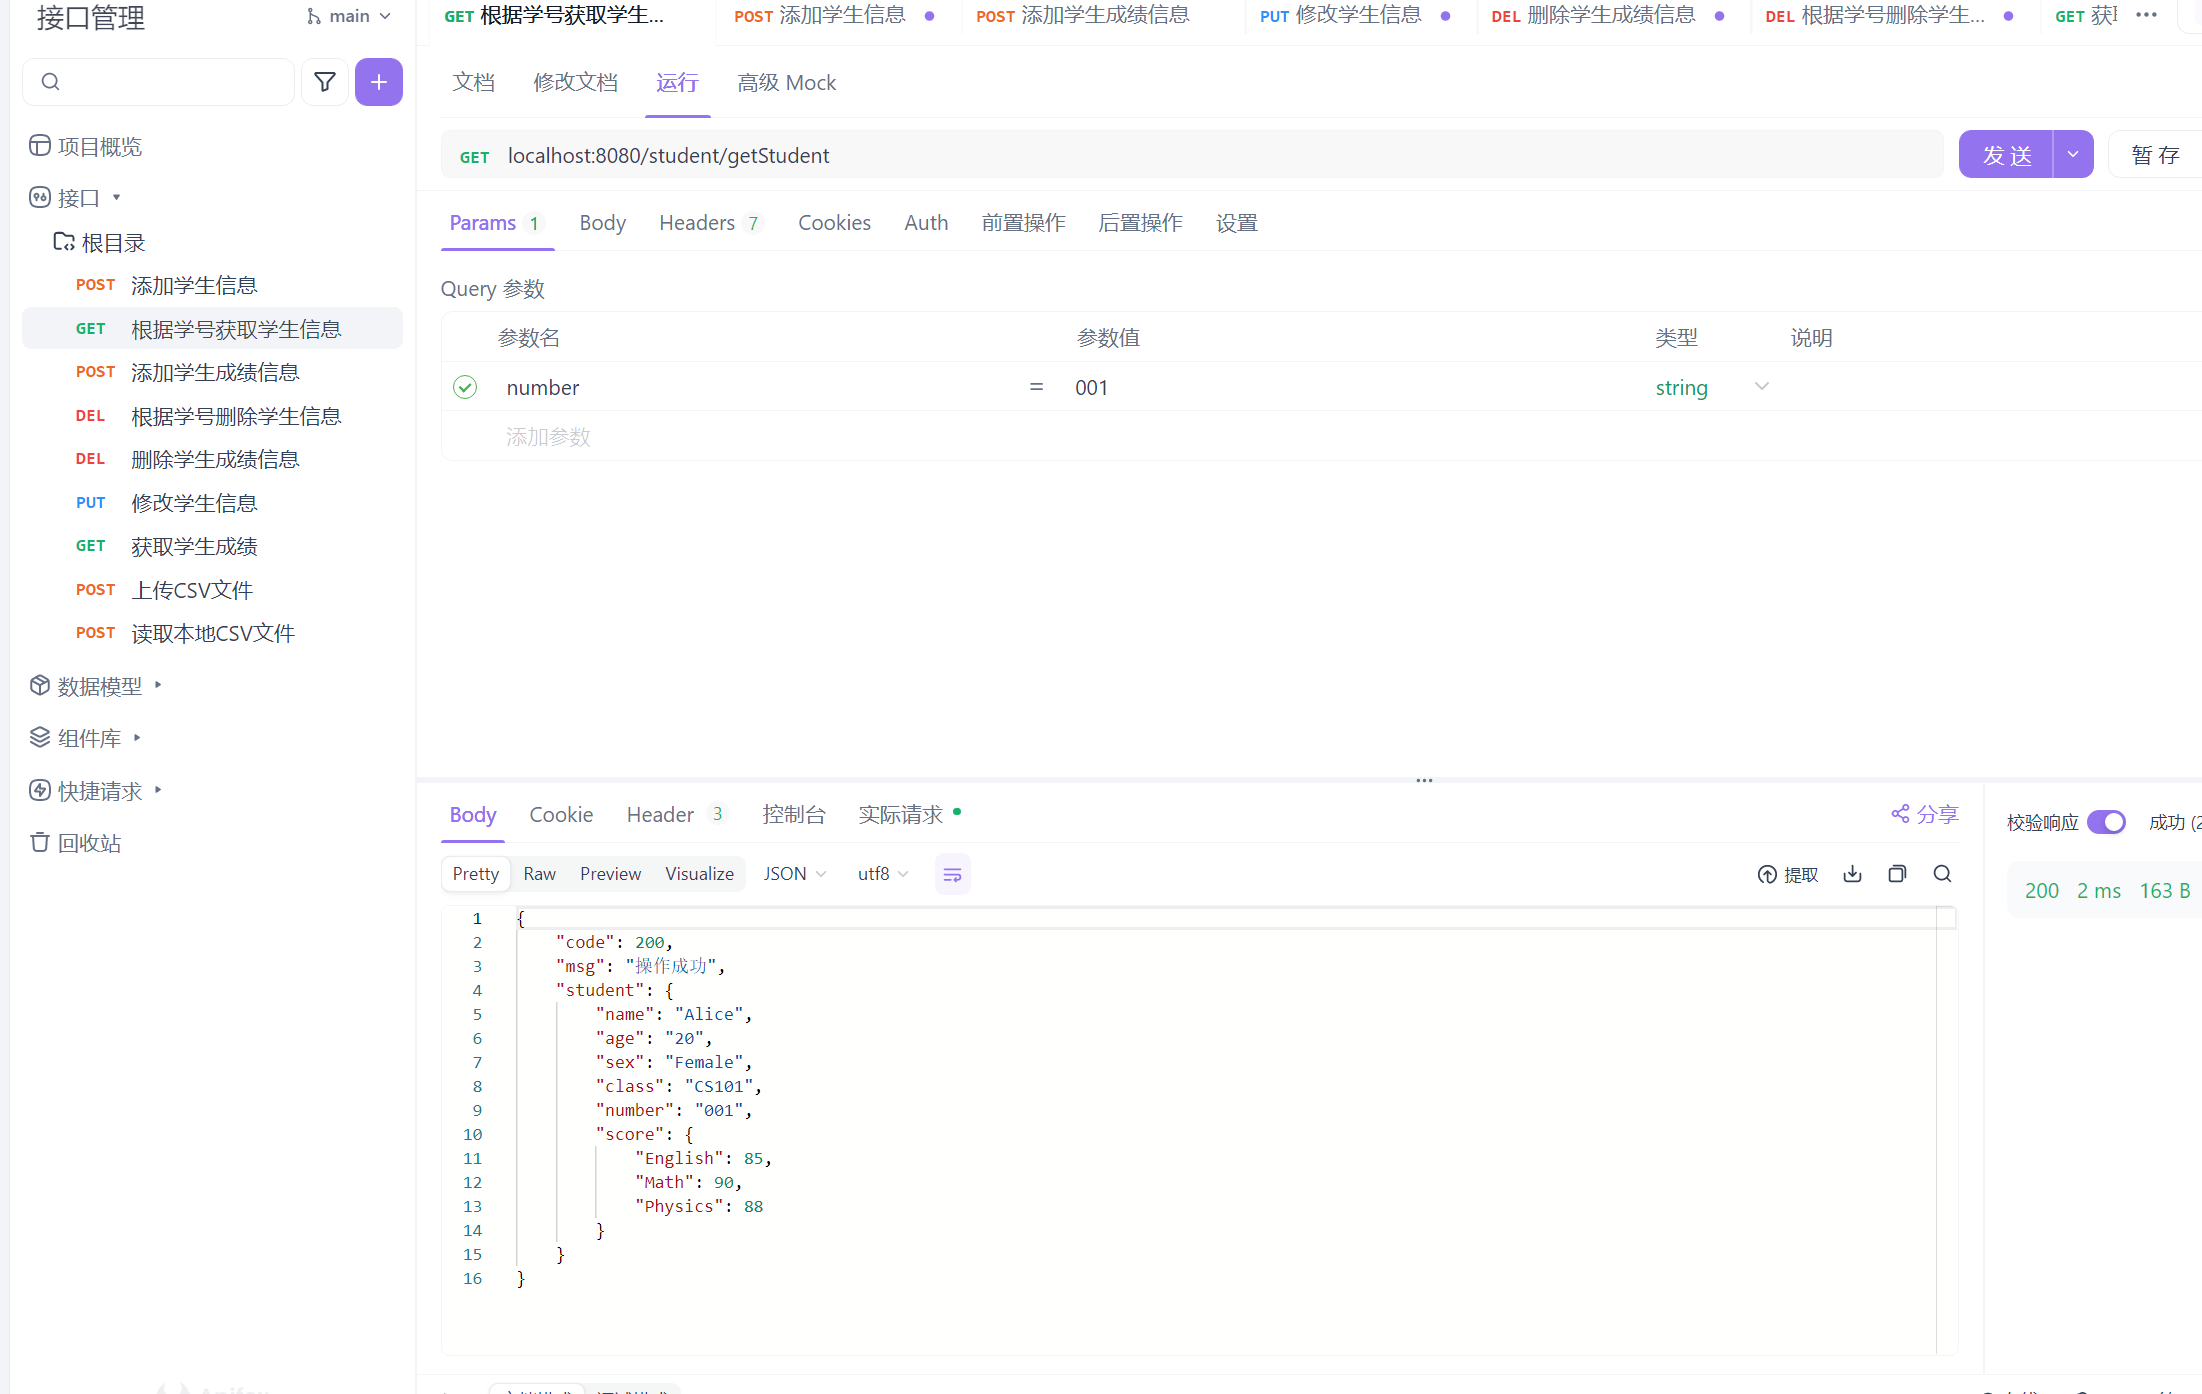 接口管理
main
GET 根据学号获取学生...
POST 添加学生信息
POST 添加学生成绩信息
PUT 修改学生信息
DEL 删除学生成绩信息
DEL 根据学号删除学生...
GET
文档 修改文档 运行 高级 Mock
项目概览
接口
根目录
POST 添加学生信息
GET 根据学号获取学生信息
POST 添加学生成绩信息
DEL 根据学号删除学生信息
DEL 删除学生成绩信息
PUT 修改学生信息
GET 获取学生成绩
POST 上传CSV文件
POST 读取本地CSV文件
数据模型
组件库
快捷请求
回收站
GET localhost:8080/student/getStudent
发 送
暂 存
Params 1 Body Headers 7 Cookies Auth 前置操作 后置操作 设置
Query 参数
参数名 参数值 类型 说明
number = 001 string
添加参数
Body Cookie Header 3 控制台 实际请求
分享
校验响应 成功 (2
Pretty Raw Preview Visualize JSON utf8
提取
200 2 ms 163 B
1 {
2 "code": 200,
3 "msg": "操作成功",
4 "student": {
5 "name": "Alice",
6 "age": "20",
7 "sex": "Female",
8 "class": "CS101",
9 "number": "001",
10 "score": {
11 "English": 85,
12 "Math": 90,
13 "Physics": 88
14 }
15 }
16 }